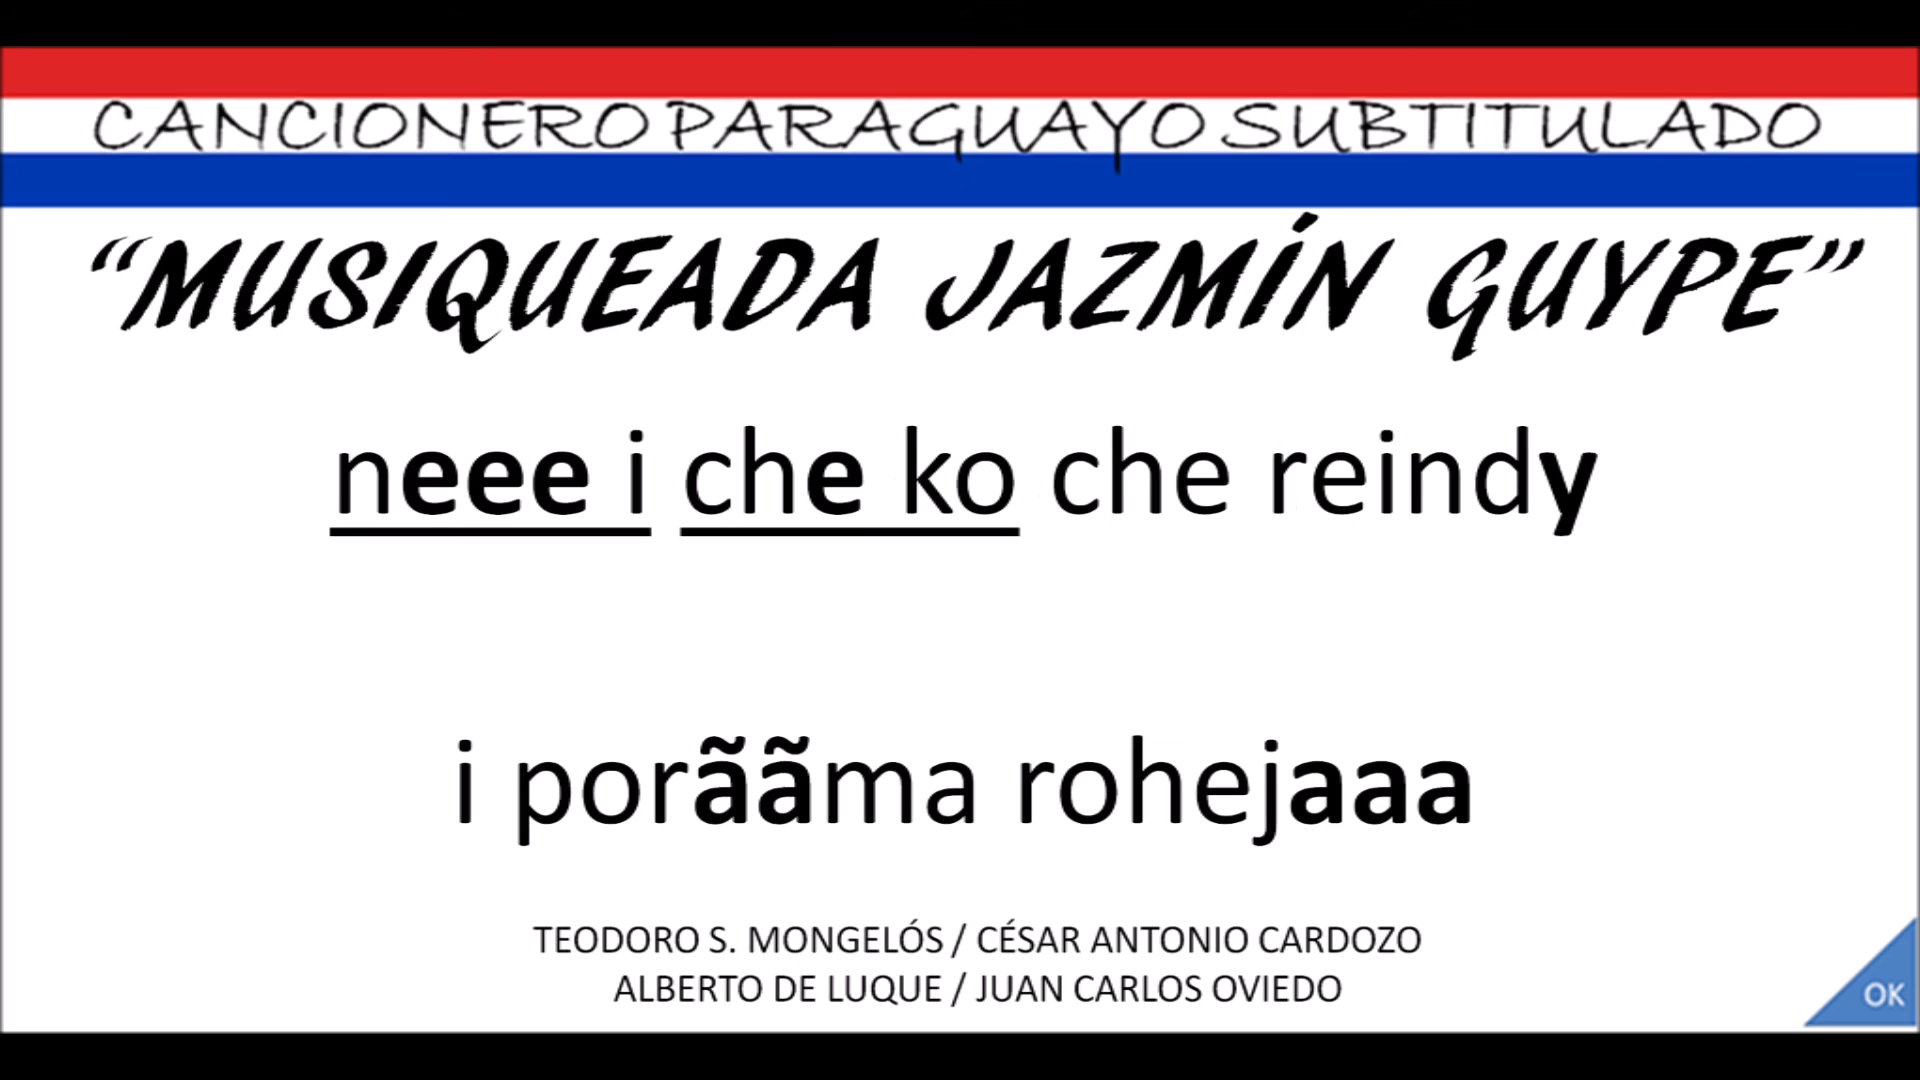 CANCIONERO PARAGUAYO SUBTITULADO
“MUSIQUEADA JAZMÍN GUYPE”
neee i che ko che reindy
i porããma rohejaaa
TEODORO S. MONGELÓS / CÉSAR ANTONIO CARDOZO
ALBERTO DE LUQUE / JUAN CARLOS OVIEDO
OK